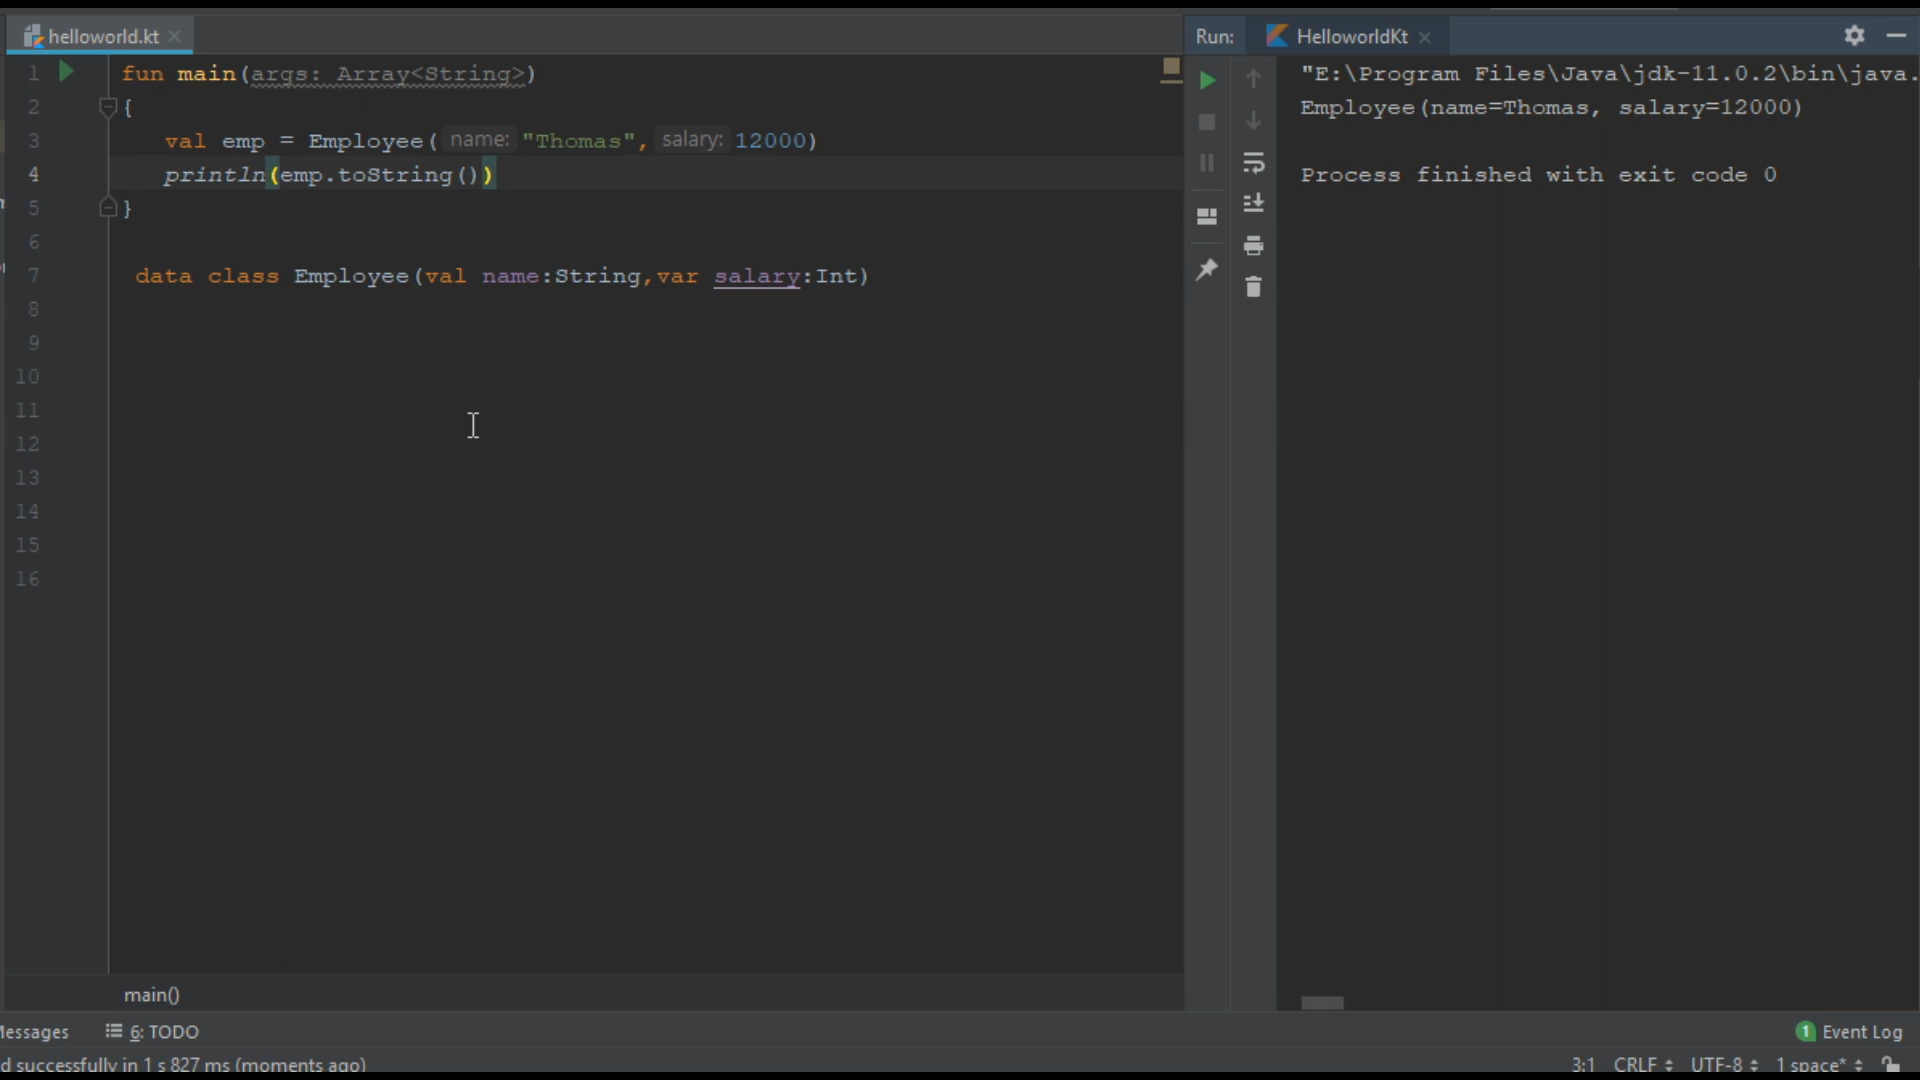 helloworld.kt
Run: HelloworldKt
1 fun main(args: Array<String>)
2 {
3 val emp = Employee( name: "Thomas", salary: 12000)
4 println(emp.toString())
5 }
6
7 data class Employee(val name:String,var salary:Int)
8
9
10
11
12
13
14
15
16
"E:\Program Files\Java\jdk-11.0.2\bin\java.
Employee(name=Thomas, salary=12000)
Process finished with exit code 0
main()
Messages 6: TODO
1 Event Log
d successfully in 1 s 827 ms (moments ago)
3:1 CRLF UTF-8 1 space*